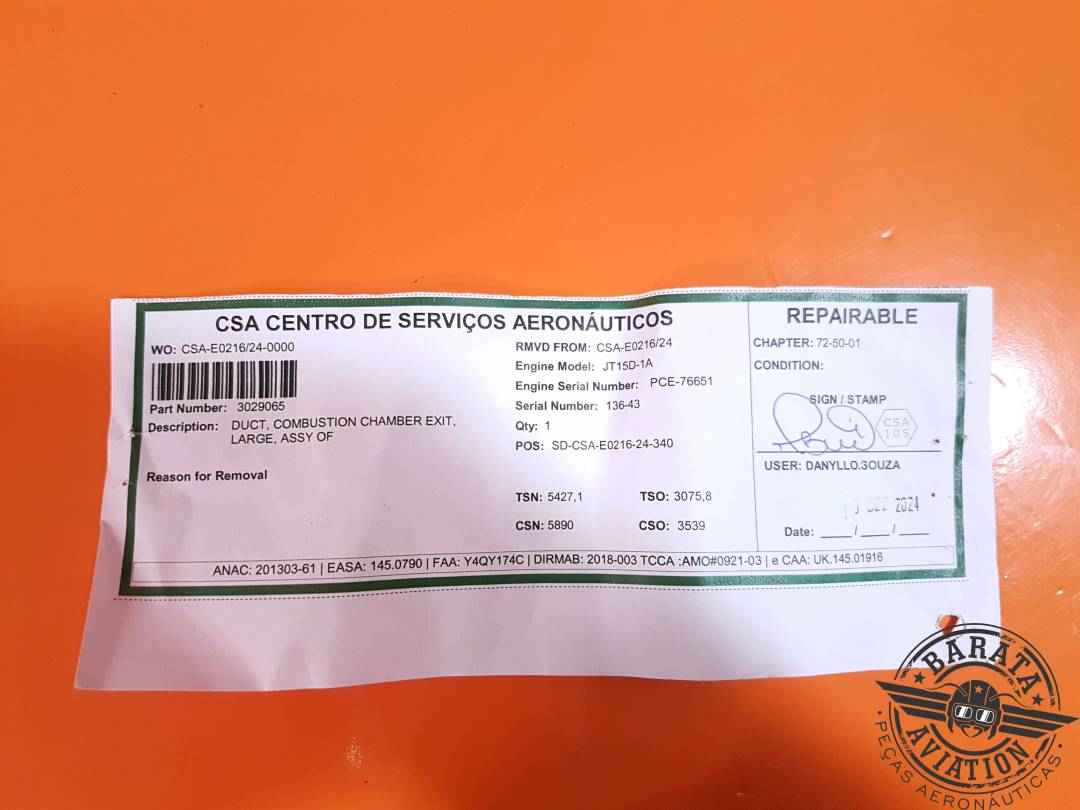 CSA CENTRO DE SERVIÇOS AERONÁUTICOS
WO: CSA-E0216/24-0000
Part Number: 3029065
Description: DUCT, COMBUSTION CHAMBER EXIT,
LARGE, ASSY OF
Reason for Removal
RMVD FROM: CSA-E0216/24
Engine Model: JT15D-1A
Engine Serial Number: PCE-76651
Serial Number: 136-43
Qty: 1
POS: SD-CSA-E0216-24-340
TSN: 5427,1 TSO: 3075,8
CSN: 5890 CSO: 3539
REPAIRABLE
CHAPTER: 72-50-01
CONDITION:
SIGN / STAMP
CSA
105
USER: DANYLLO.SOUZA
2024
Date: ____/____/____
ANAC: 201303-61 | EASA: 145.0790 | FAA: Y4QY174C | DIRMAB: 2018-003 TCCA :AMO#0921-03 | e CAA: UK.145.01916
BARATA
AVIATION
PEÇAS AERONÁUTICAS